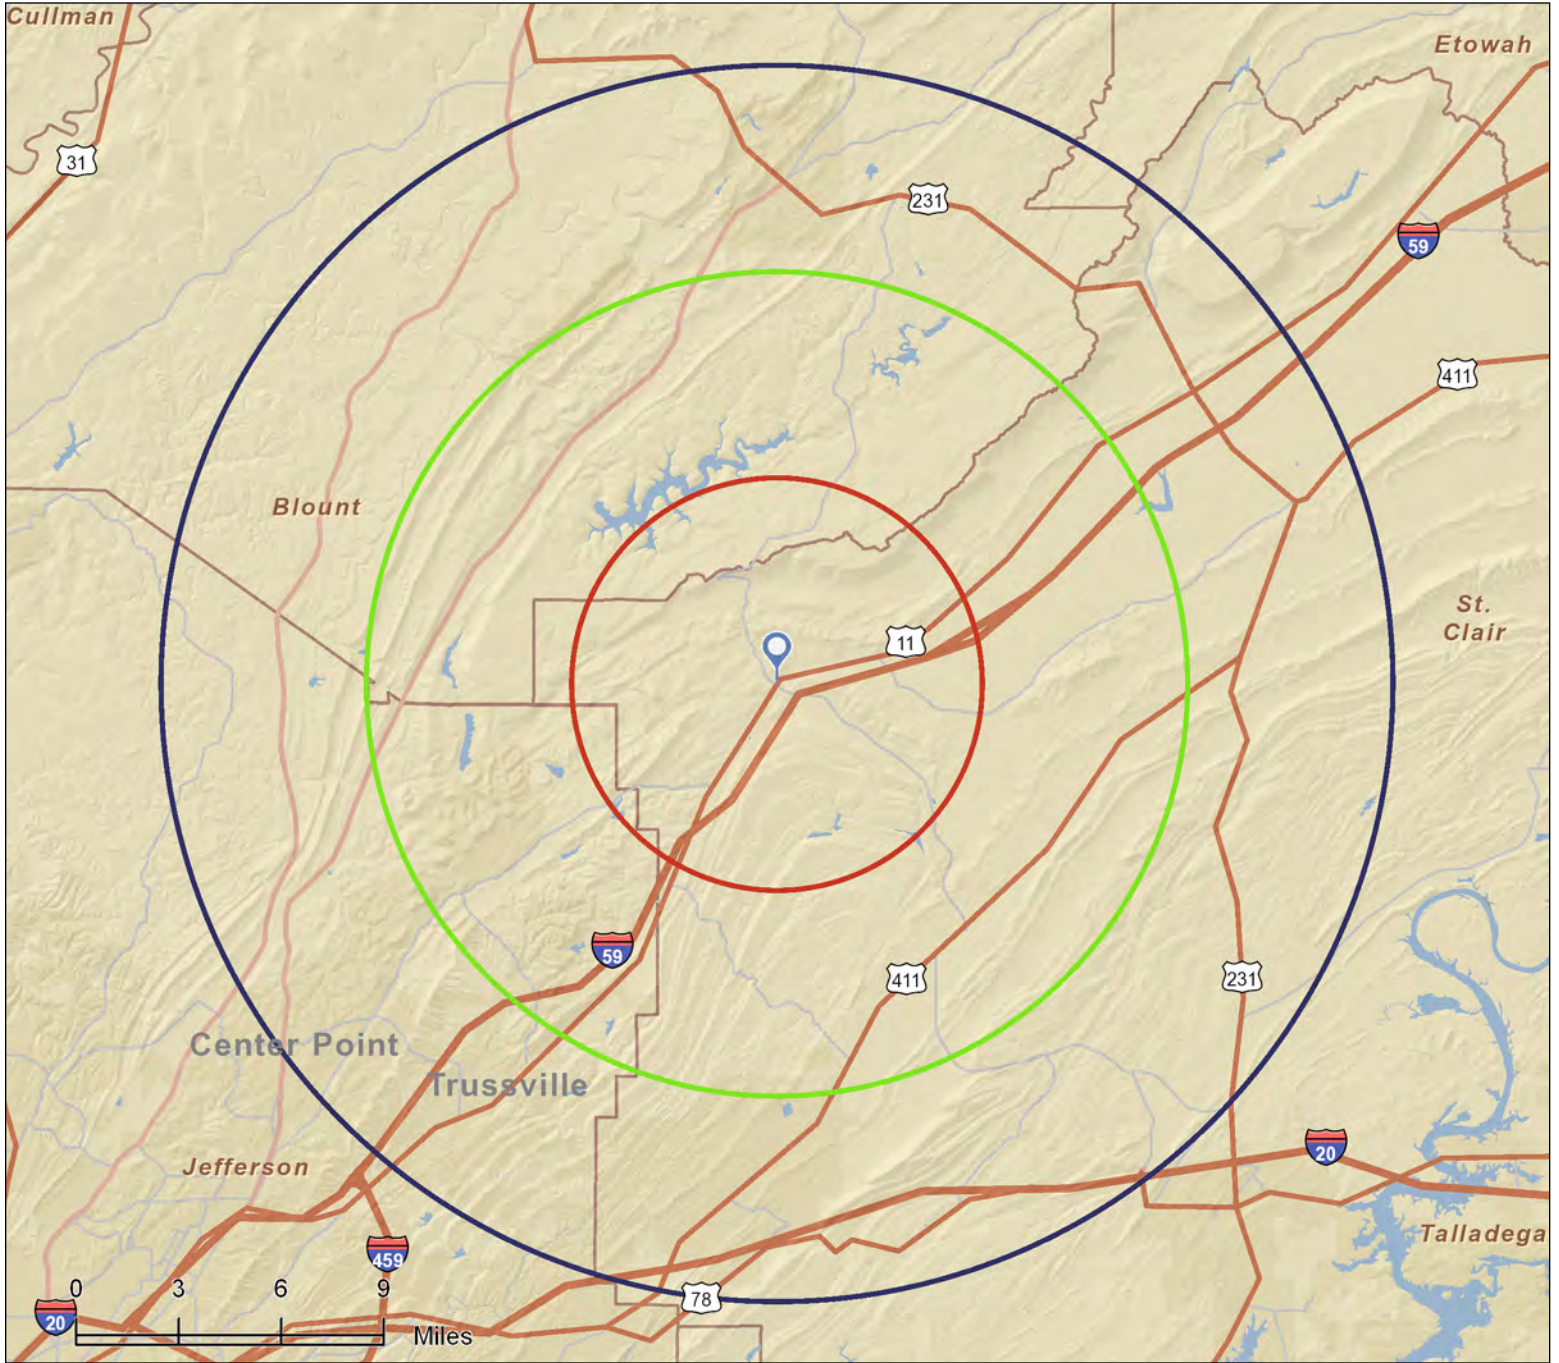 Cullman
Etowah
31
231
59
411
Blount
St.
Clair
11
59
411
231
Center Point
Trussville
20
Jefferson
Talladega
459
0 3 6 9
78
20
Miles